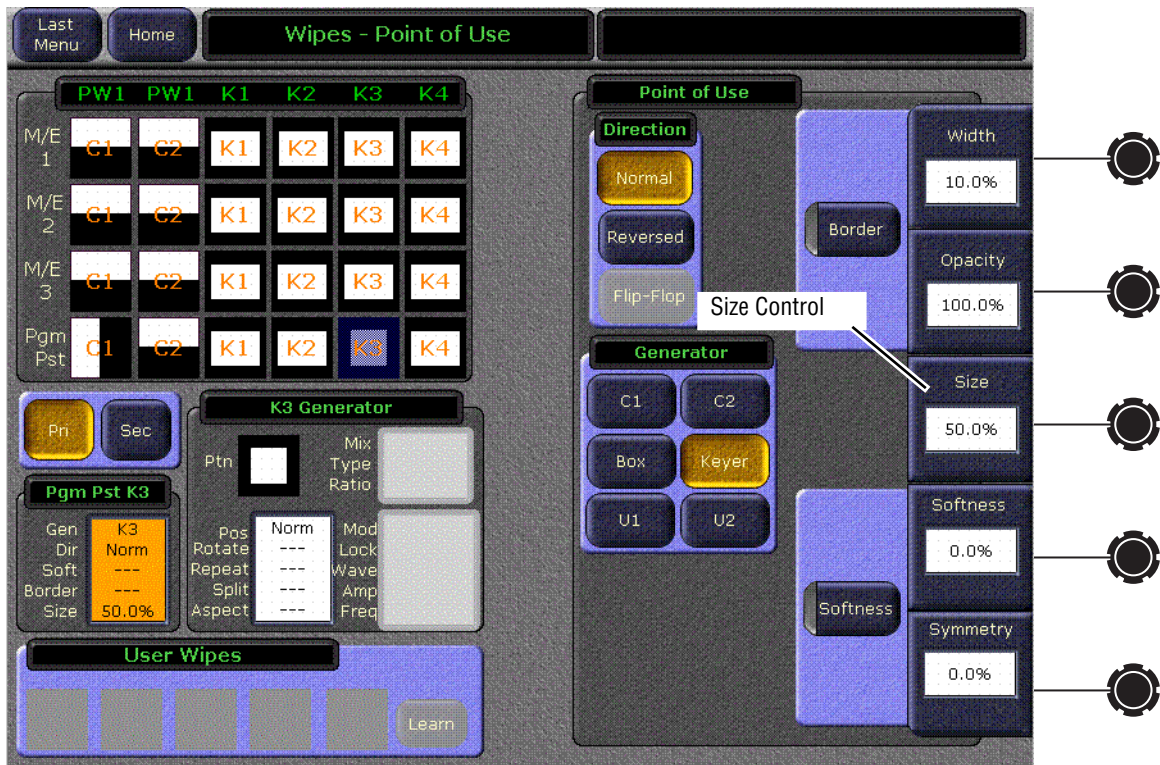 Last Menu
Home
Wipes - Point of Use
PW1 PW1 K1 K2 K3 K4
M/E 1
C1 C2 K1 K2 K3 K4
M/E 2
C1 C2 K1 K2 K3 K4
M/E 3
C1 C2 K1 K2 K3 K4
Pgm Pst
C1 C2 K1 K2 K3 K4
Pri
Sec
Pgm Pst K3
Gen K3
Dir Norm
Soft ---
Border ---
Size 50.0%
K3 Generator
Ptn
Mix
Type
Ratio
Pos Norm
Rotate ---
Repeat ---
Split ---
Aspect ---
Mod
Lock
Wave
Amp
Freq
User Wipes
Learn
Point of Use
Direction
Normal
Reversed
Flip-Flop
Size Control
Generator
C1 C2
Box Keyer
U1 U2
Border
Width
10.0%
Opacity
100.0%
Size
50.0%
Softness
Softness
0.0%
Symmetry
0.0%